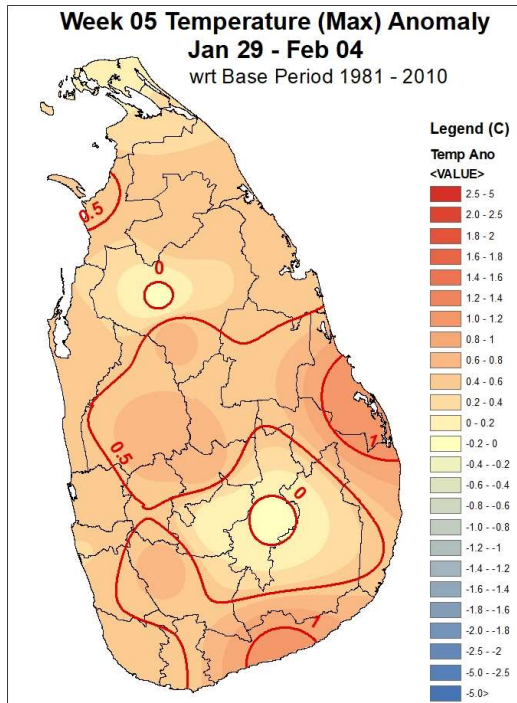 Week 05 Temperature (Max) Anomaly
Jan 29 - Feb 04
wrt Base Period 1981 - 2010
Legend (C)
Temp Ano
<VALUE>
2.5 - 5
2.0 - 2.5
1.8 - 2
1.6 - 1.8
1.4 - 1.6
1.2 - 1.4
1.0 - 1.2
0.8 - 1
0.6 - 0.8
0.4 - 0.6
0.2 - 0.4
0 - 0.2
-0.2 - 0
-0.4 - -0.2
-0.6 - -0.4
-0.8 - -0.6
-1.0 - -0.8
-1.2 - -1
-1.4 - -1.2
-1.6 - -1.4
-1.8 - -1.6
-2.0 - -1.8
-2.5 - -2
-5.0 - -2.5
-5.0>
0.5
0
1
0.5
0
1